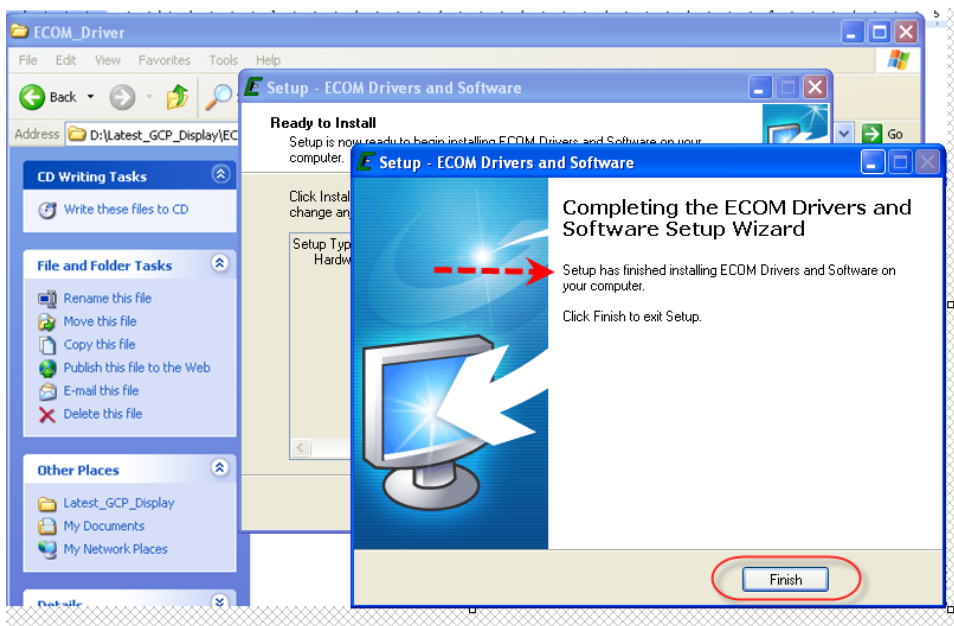 ECOM_Driver
File Edit View Favorites Tools Help
Back
Address D:\Latest_GCP_Display\EC
Go
CD Writing Tasks
Write these files to CD
File and Folder Tasks
Rename this file
Move this file
Copy this file
Publish this file to the Web
E-mail this file
Delete this file
Other Places
Latest_GCP_Display
My Documents
My Network Places
Details
Setup - ECOM Drivers and Software
Ready to Install
Setup is now ready to begin installing ECOM Drivers and Software on your
computer.
Click Instal
change an
Setup Typ
Hardw
Setup - ECOM Drivers and Software
Completing the ECOM Drivers and
Software Setup Wizard
Setup has finished installing ECOM Drivers and Software on
your computer.
Click Finish to exit Setup.
Finish